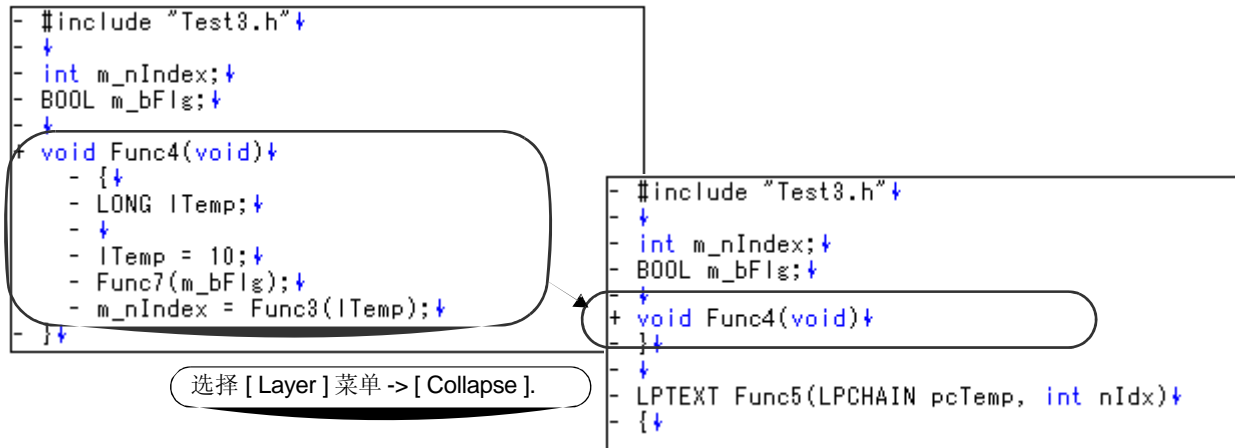 - #include "Test3.h"↓
- ↓
- int m_nIndex;↓
- BOOL m_bFlg;↓
- ↓
+ void Func4(void)↓
- {↓
- LONG lTemp;↓
- ↓
- lTemp = 10;↓
- Func7(m_bFlg);↓
- m_nIndex = Func3(lTemp);↓
- }↓
选择 [ Layer ] 菜单 -> [ Collapse ].
- #include "Test3.h"↓
- ↓
- int m_nIndex;↓
- BOOL m_bFlg;↓
- ↓
+ void Func4(void)↓
- }↓
- ↓
- LPTEXT Func5(LPCHAIN pcTemp, int nIdx)↓
- {↓